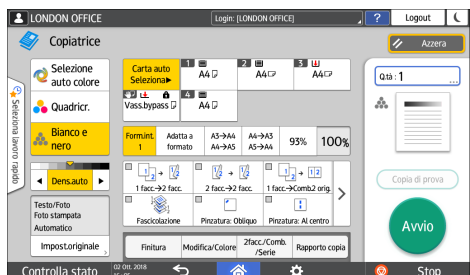 LONDON OFFICE
Login: [LONDON OFFICE]
?
Logout
Copiatrice
Azzera
Seleziona lavoro rapido
Selezione
auto colore
Quadricr.
Bianco e
nero
Dens.auto
Testo/Foto
Foto stampata
Automatico
Impost.originale
Carta auto
Seleziona▶
1
A4
2
A4
3
A4
Vass.bypass
4
A4
Form.int.
1
Adatta a
formato
A3→A4
A4→A5
A4→A3
A5→A4
93%
100%
1 facc.→2 facc.
2 facc.→2 facc.
1 facc.→Comb2 orig.
Fascicolazione
Pinzatura: Obliquo
Pinzatura: Al centro
Finitura
Modifica/Colore
2facc./Comb.
/Serie
Rapporto copia
Q.tà : 1
...
Copia di prova
Avvio
Controlla stato
02 Ott. 2018
Stop